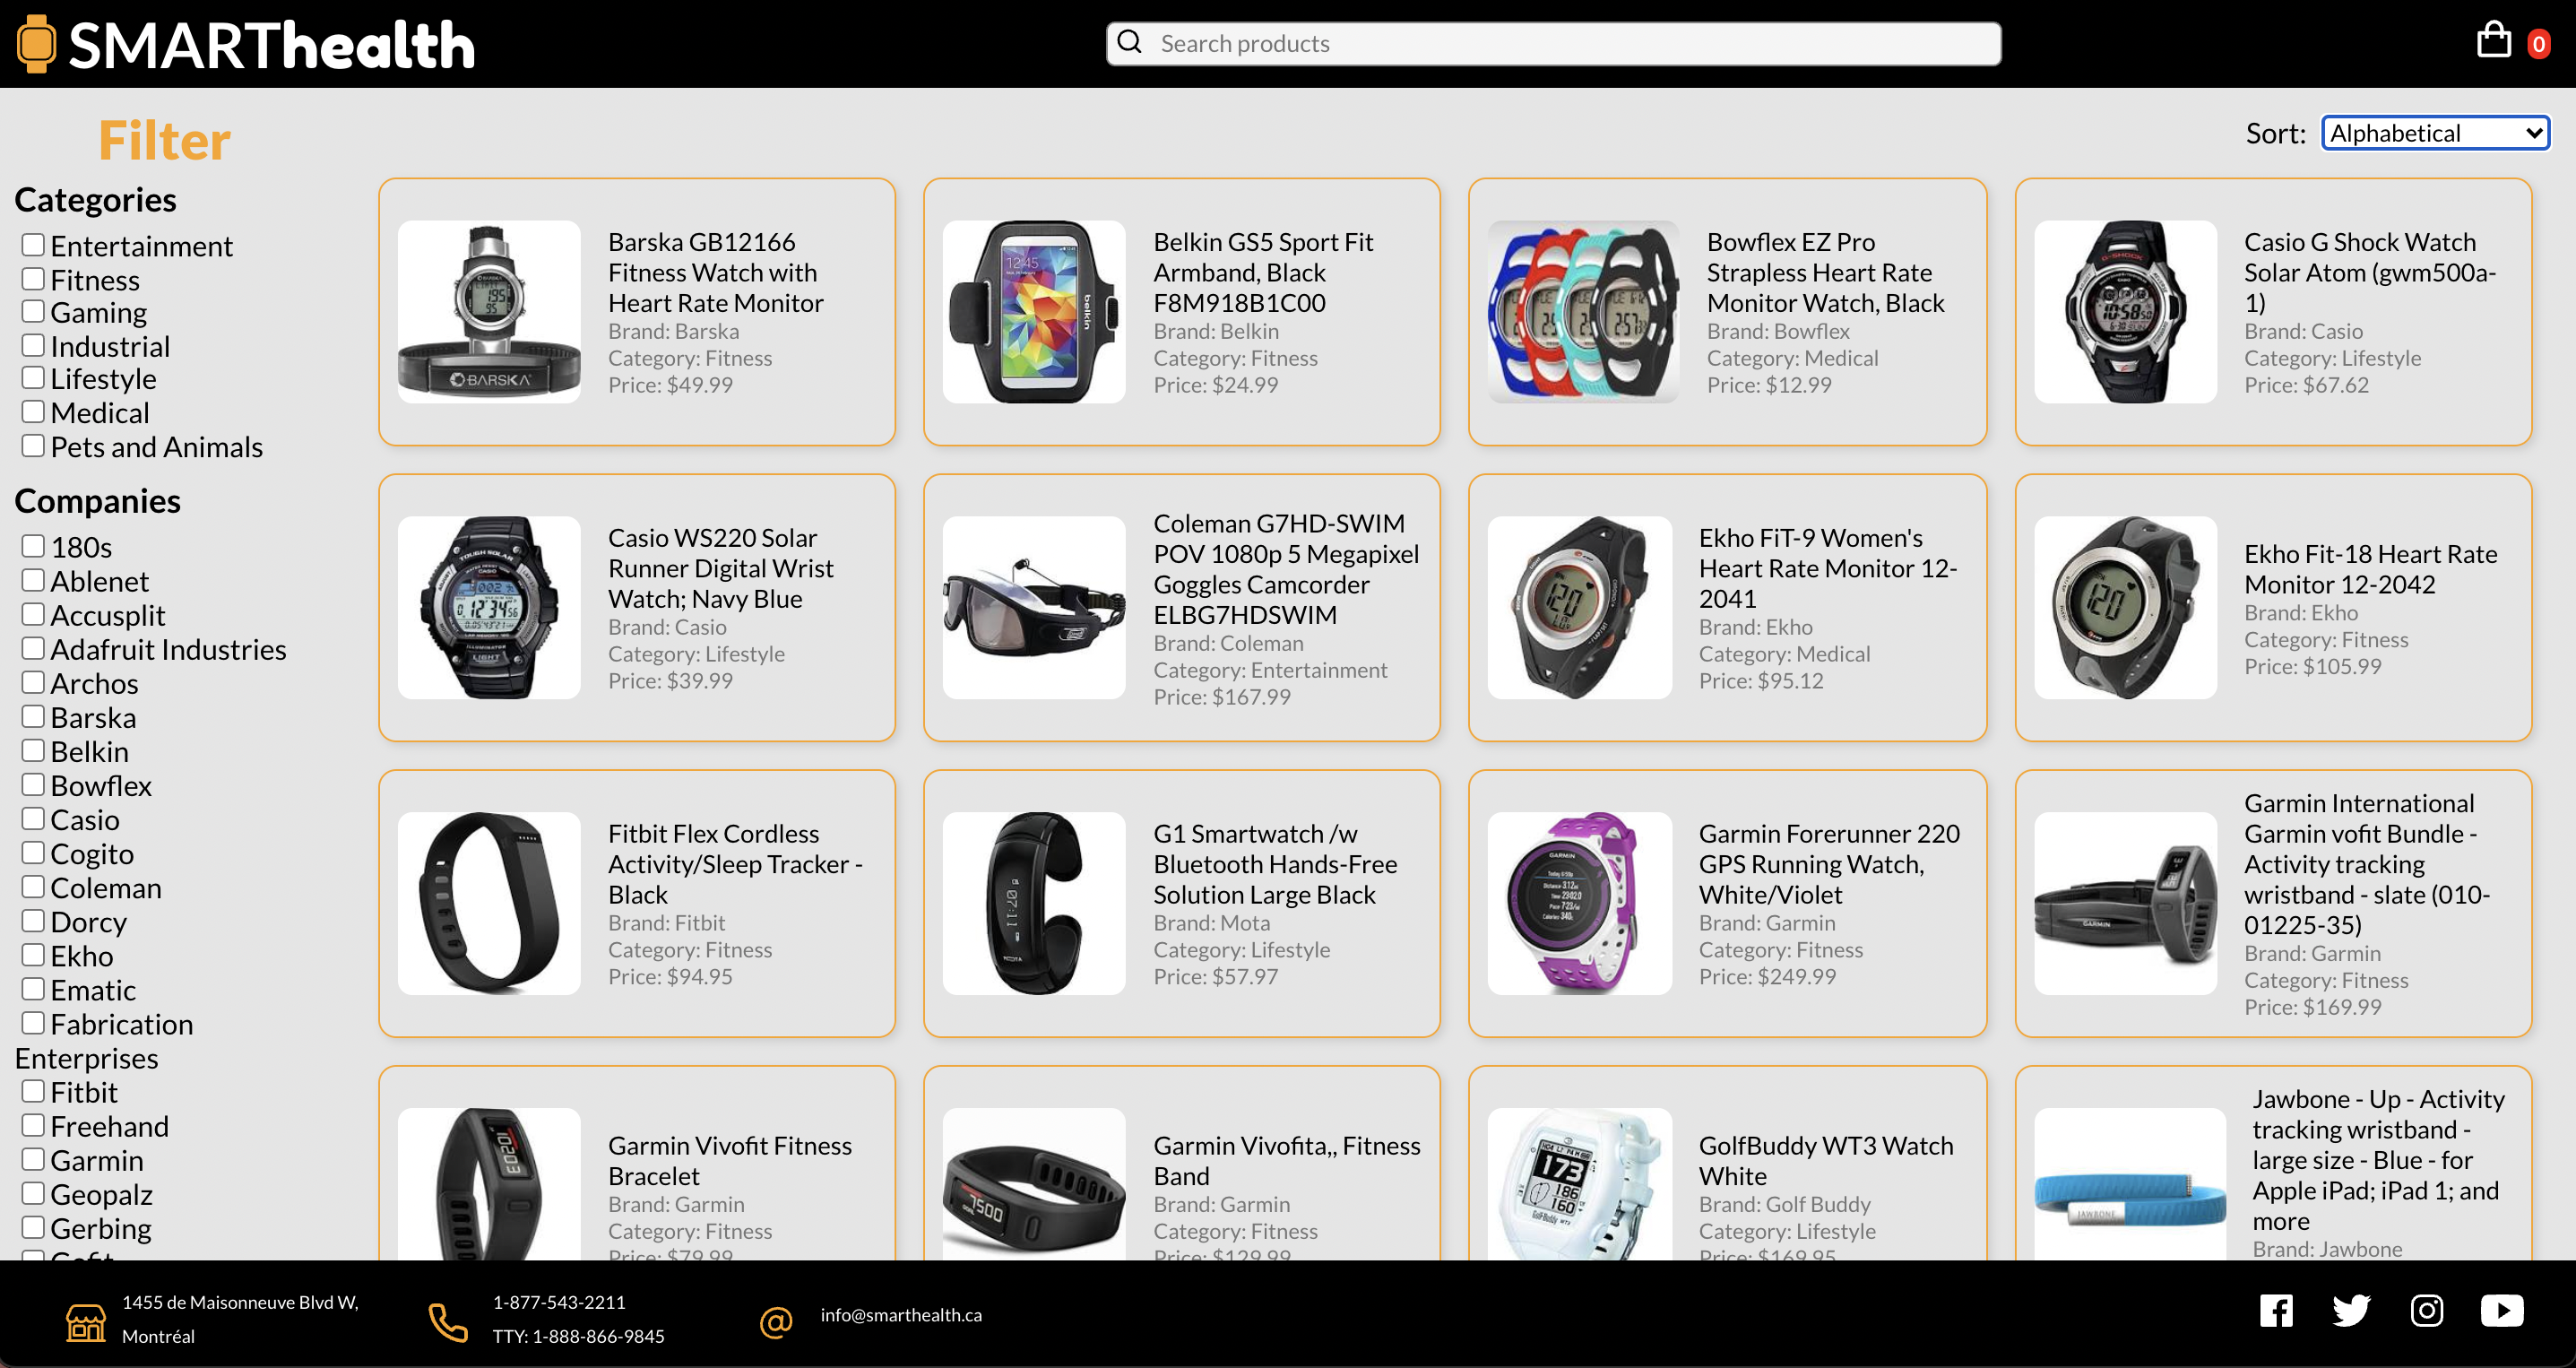 SMARThealth
Search products
0
Filter
Sort: Alphabetical
Categories
Entertainment
Fitness
Gaming
Industrial
Lifestyle
Medical
Pets and Animals
Companies
180s
Ablenet
Accusplit
Adafruit Industries
Archos
Barska
Belkin
Bowflex
Casio
Cogito
Coleman
Dorcy
Ekho
Ematic
Fabrication
Enterprises
Fitbit
Freehand
Garmin
Geopalz
Gerbing
Gofit
Barska GB12166
Fitness Watch with
Heart Rate Monitor
Brand: Barska
Category: Fitness
Price: $49.99
Belkin GS5 Sport Fit
Armband, Black
F8M918B1C00
Brand: Belkin
Category: Fitness
Price: $24.99
Bowflex EZ Pro
Strapless Heart Rate
Monitor Watch, Black
Brand: Bowflex
Category: Medical
Price: $12.99
Casio G Shock Watch
Solar Atom (gwm500a-
1)
Brand: Casio
Category: Lifestyle
Price: $67.62
Casio WS220 Solar
Runner Digital Wrist
Watch; Navy Blue
Brand: Casio
Category: Lifestyle
Price: $39.99
Coleman G7HD-SWIM
POV 1080p 5 Megapixel
Goggles Camcorder
ELBG7HDSWIM
Brand: Coleman
Category: Entertainment
Price: $167.99
Ekho FiT-9 Women's
Heart Rate Monitor 12-
2041
Brand: Ekho
Category: Medical
Price: $95.12
Ekho Fit-18 Heart Rate
Monitor 12-2042
Brand: Ekho
Category: Fitness
Price: $105.99
Fitbit Flex Cordless
Activity/Sleep Tracker -
Black
Brand: Fitbit
Category: Fitness
Price: $94.95
G1 Smartwatch /w
Bluetooth Hands-Free
Solution Large Black
Brand: Mota
Category: Lifestyle
Price: $57.97
Garmin Forerunner 220
GPS Running Watch,
White/Violet
Brand: Garmin
Category: Fitness
Price: $249.99
Garmin International
Garmin vofit Bundle -
Activity tracking
wristband - slate (010-
01225-35)
Brand: Garmin
Category: Fitness
Price: $169.99
Garmin Vivofit Fitness
Bracelet
Brand: Garmin
Category: Fitness
Price: $79.99
Garmin Vivofita,, Fitness
Band
Brand: Garmin
Category: Fitness
Price: $129.99
GolfBuddy WT3 Watch
White
Brand: Golf Buddy
Category: Lifestyle
Price: $169.95
Jawbone - Up - Activity
tracking wristband -
large size - Blue - for
Apple iPad; iPad 1; and
more
Brand: Jawbone
1455 de Maisonneuve Blvd W,
Montréal
1-877-543-2211
TTY: 1-888-866-9845
info@smarthealth.ca